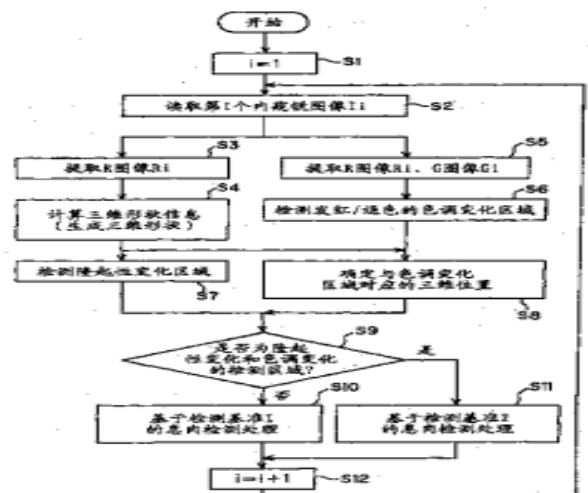 开始
i=1
S1
读取第i个内窥镜图像Ii
S2
S3
提取R图像Ri
S5
提取R图像Ri、G图像Gi
S4
计算三维形状信息
(生成三维形状)
S6
检测发红/褪色的色调变化区域
检测隆起性变化区域
S7
确定与色调变化
区域对应的三维位置
S8
S9
是否为隆起
性变化和色调变化
的检测区域?
是
否
S10
基于检测基准1
的息肉检测处理
S11
基于检测基准2
的息肉检测处理
i=i+1
S12